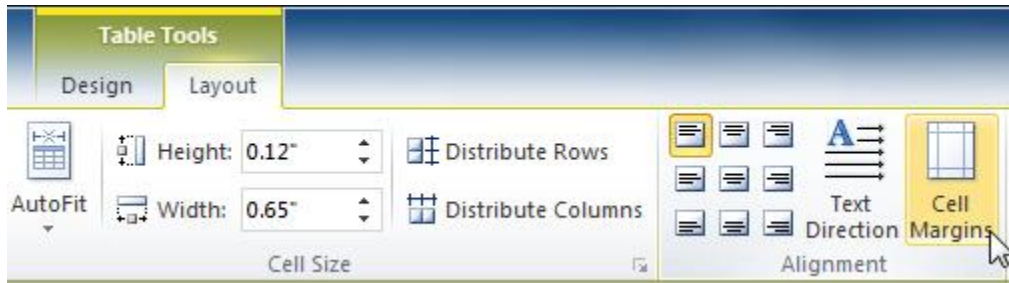 Table Tools
Design Layout
Height: 0.12"
Distribute Rows
AutoFit
Width: 0.65"
Distribute Columns
Text
Direction
Cell
Margins
Cell Size
Alignment